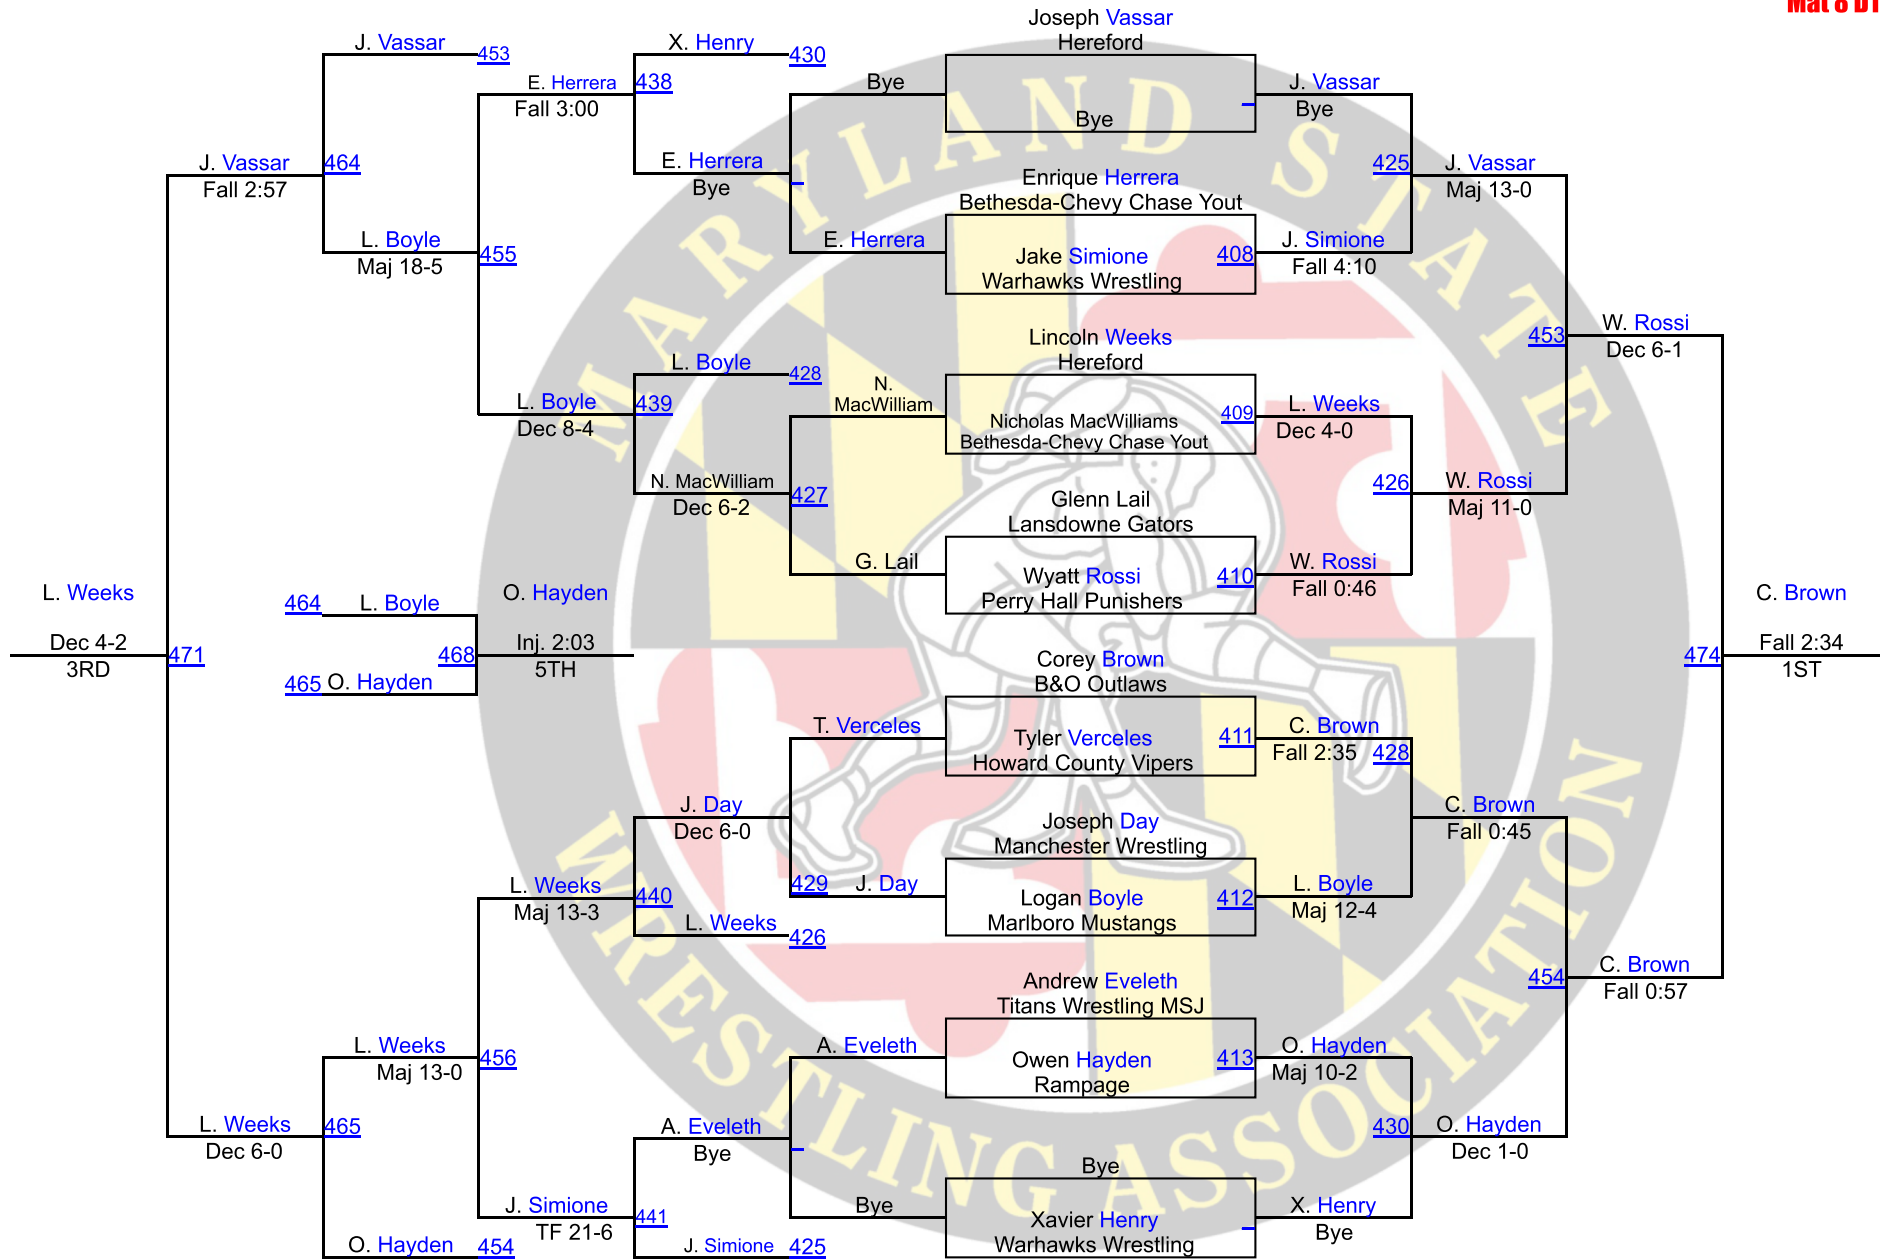 Mat 8 D1
J. Vassar
453
X. Henry
430
Joseph Vassar
Hereford
E. Herrera
438
Fall 3:00
Bye
Bye
J. Vassar
Bye
J. Vassar
464
Fall 2:57
E. Herrera
Bye
Enrique Herrera
Bethesda-Chevy Chase Yout
425
J. Vassar
Maj 13-0
L. Boyle
455
Maj 18-5
E. Herrera
Jake Simione
408
Warhawks Wrestling
J. Simione
Fall 4:10
Lincoln Weeks
Hereford
453
W. Rossi
Dec 6-1
L. Boyle
428
L. Boyle
439
Dec 8-4
N.
MacWilliam
Nicholas MacWilliams
409
Bethesda-Chevy Chase Yout
L. Weeks
Dec 4-0
N. MacWilliam
427
Dec 6-2
Glenn Lail
Lansdowne Gators
426
W. Rossi
Maj 11-0
G. Lail
Wyatt Rossi
410
Perry Hall Punishers
W. Rossi
Fall 0:46
L. Weeks
Dec 4-2
3RD
471
464
L. Boyle
468
465
O. Hayden
O. Hayden
Inj. 2:03
5TH
Corey Brown
B&O Outlaws
474
C. Brown
Fall 2:34
1ST
T. Verceles
Tyler Verceles
411
Howard County Vipers
C. Brown
Fall 2:35
428
J. Day
Dec 6-0
Joseph Day
Manchester Wrestling
C. Brown
Fall 0:45
L. Weeks
440
Maj 13-3
429
J. Day
Logan Boyle
412
Marlboro Mustangs
L. Boyle
Maj 12-4
L. Weeks
426
Andrew Eveleth
Titans Wrestling MSJ
454
C. Brown
Fall 0:57
L. Weeks
456
Maj 13-0
A. Eveleth
Owen Hayden
413
Rampage
O. Hayden
Maj 10-2
L. Weeks
465
Dec 6-0
A. Eveleth
Bye
430
O. Hayden
Dec 1-0
Bye
J. Simione
441
TF 21-6
Bye
Xavier Henry
Warhawks Wrestling
X. Henry
Bye
O. Hayden
454
J. Simione
425
MARYLAND STATE
WRESTLING ASSOCIATION